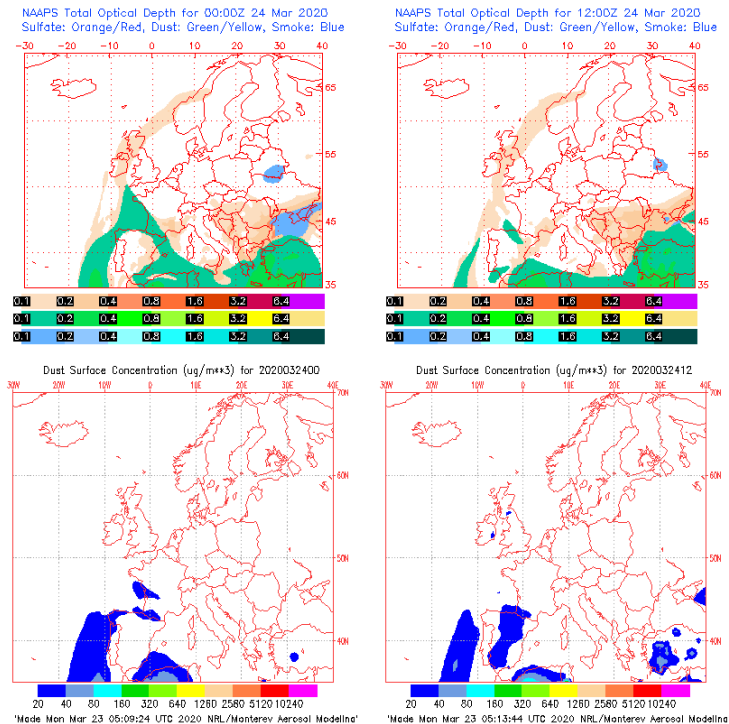 NAAPS Total Optical Depth for 00:00Z 24 Mar 2020
Sulfate: Orange/Red, Dust: Green/Yellow, Smoke: Blue
-30 -20 -10 0 10 20 30 40
65
55
45
35
0.1 0.2 0.4 0.8 1.6 3.2 6.4
0.1 0.2 0.4 0.8 1.6 3.2 6.4
0.1 0.2 0.4 0.8 1.6 3.2 6.4
NAAPS Total Optical Depth for 12:00Z 24 Mar 2020
Sulfate: Orange/Red, Dust: Green/Yellow, Smoke: Blue
-30 -20 -10 0 10 20 30 40
65
55
45
35
0.1 0.2 0.4 0.8 1.6 3.2 6.4
0.1 0.2 0.4 0.8 1.6 3.2 6.4
0.1 0.2 0.4 0.8 1.6 3.2 6.4
Dust Surface Concentration (ug/m**3) for 2020032400
30W 20W 10W 0 10E 20E 30E 40E
70N
60N
50N
40N
20 40 80 160 320 640 1280 2580 5120 10240
'Made Mon Mar 23 05:09:24 UTC 2020 NRL/Monterey Aerosol Modeling'
Dust Surface Concentration (ug/m**3) for 2020032412
30W 20W 10W 0 10E 20E 30E 40E
70N
60N
50N
40N
20 40 80 160 320 640 1280 2580 5120 10240
'Made Mon Mar 23 05:13:44 UTC 2020 NRL/Monterey Aerosol Modeling'